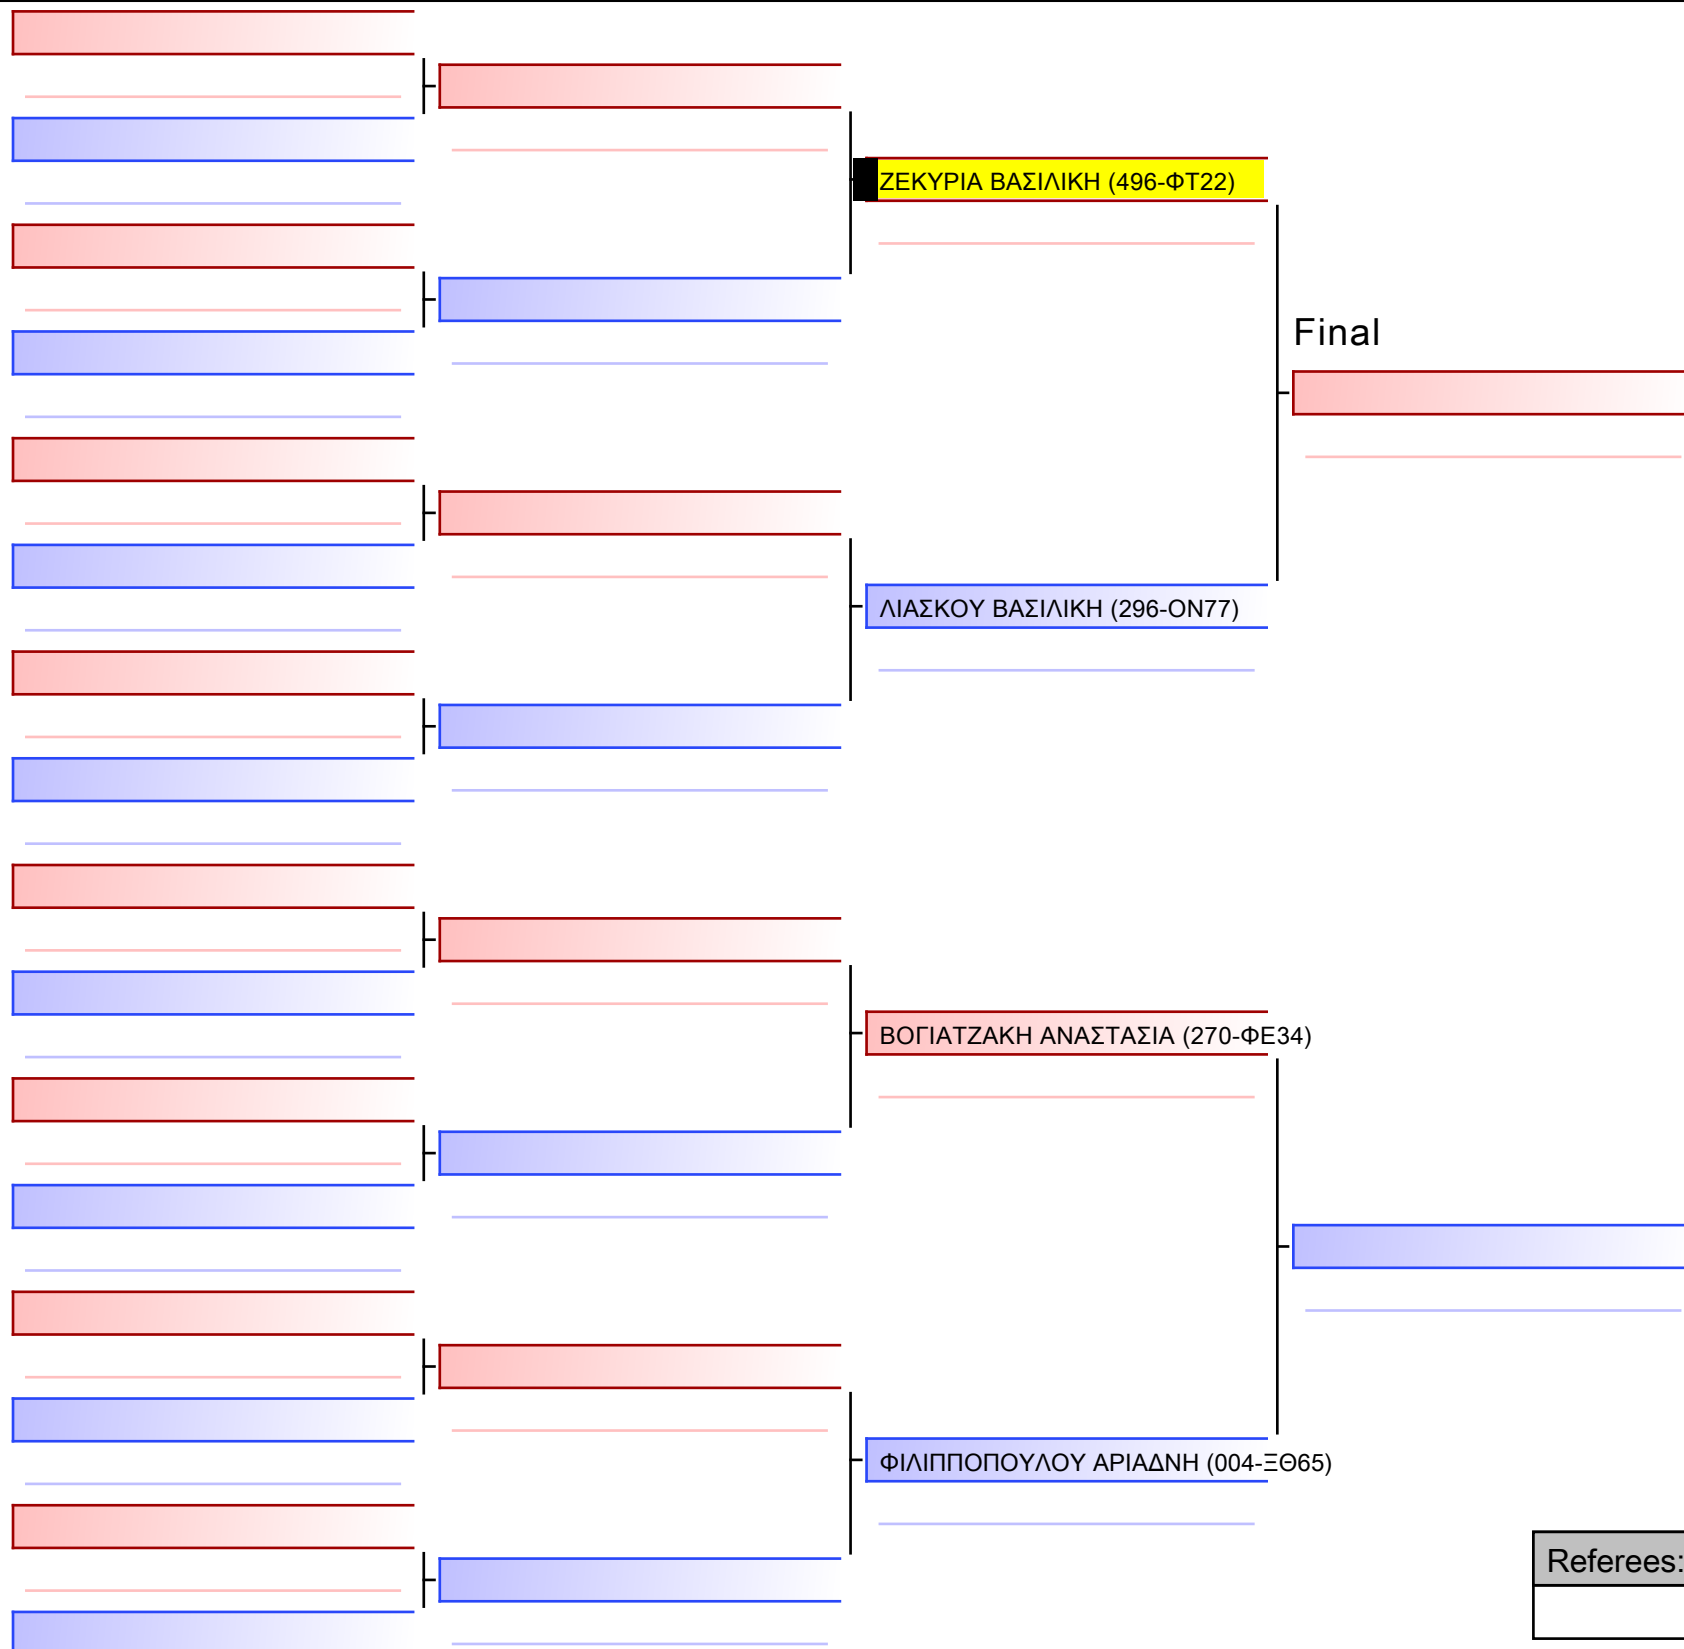 ΖΕΚΥΡΙΑ ΒΑΣΙΛΙΚΗ (496-ΦΤ22)
Final
ΛΙΑΣΚΟΥ ΒΑΣΙΛΙΚΗ (296-ΟΝ77)
ΒΟΓΙΑΤΖΑΚΗ ΑΝΑΣΤΑΣΙΑ (270-ΦΕ34)
ΦΙΛΙΠΠΟΠΟΥΛΟΥ ΑΡΙΑΔΝΗ (004-ΞΘ65)
Referees: